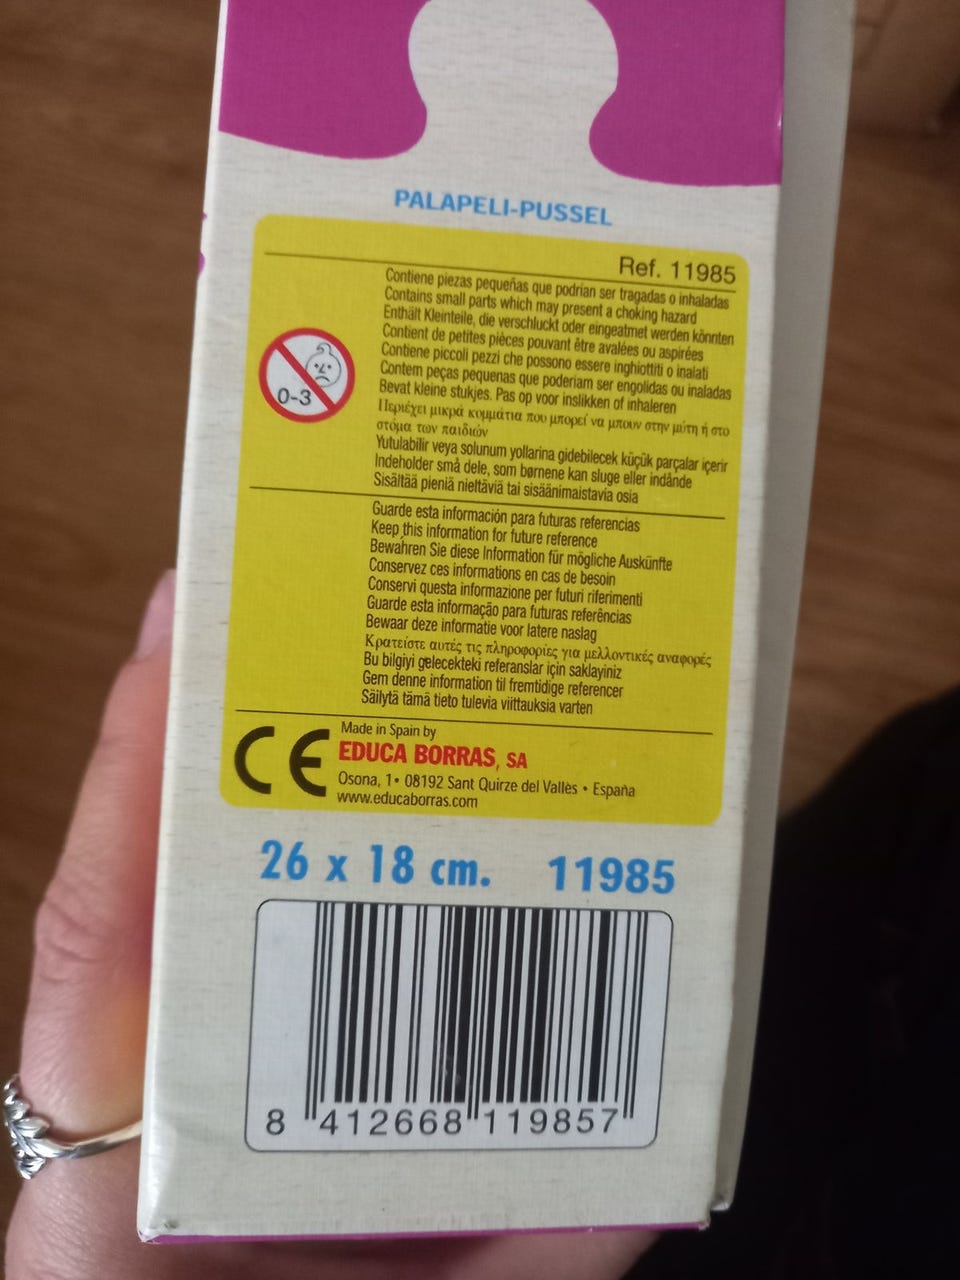 PALAPELI-PUSSEL
Ref. 11985
Contiene piezas pequeñas que podrian ser tragadas o inhaladas
Contains small parts which may present a choking hazard
Enthält Kleinteile, die verschluckt oder eingeatmet werden könnten
Contient de petites pièces pouvant être avalées ou aspirées
Contiene piccoli pezzi che possono essere inghiottiti o inalati
Contem peças pequenas que poderiam ser engolidas ou inaladas
Bevat kleine stukjes. Pas op voor inslikken of inhaleren
Περιέχει μικρά κομμάτια που μπορεί να μπουν στην μύτη ή στο
στόμα των παιδιών
Yutulabilir veya solunum yollarina gidebilecek küçük parçalar içerir
Indeholder små dele, som børnene kan sluge eller indånde
Sisältää pieniä nieltäviä tai sisäänimaistavia osia
0-3
Guarde esta información para futuras referencias
Keep this information for future reference
Bewahren Sie diese Information für mögliche Auskünfte
Conservez ces informations en cas de besoin
Conservi questa informazione per futuri riferimenti
Guarde esta informação para futuras referências
Bewaar deze informatie voor latere naslag
Κρατείστε αυτές τις πληροφορίες για μελλοντικές αναφορές
Bu bilgiyi gelecekteki referanslar için saklayiniz
Gem denne information til fremtidige referencer
Säilytä tämä tieto tulevia viittauksia varten
CE
Made in Spain by
EDUCA BORRAS, SA
Osona, 1• 08192 Sant Quirze del Vallès • España
www.educaborras.com
26 x 18 cm. 11985
8 412668 119857